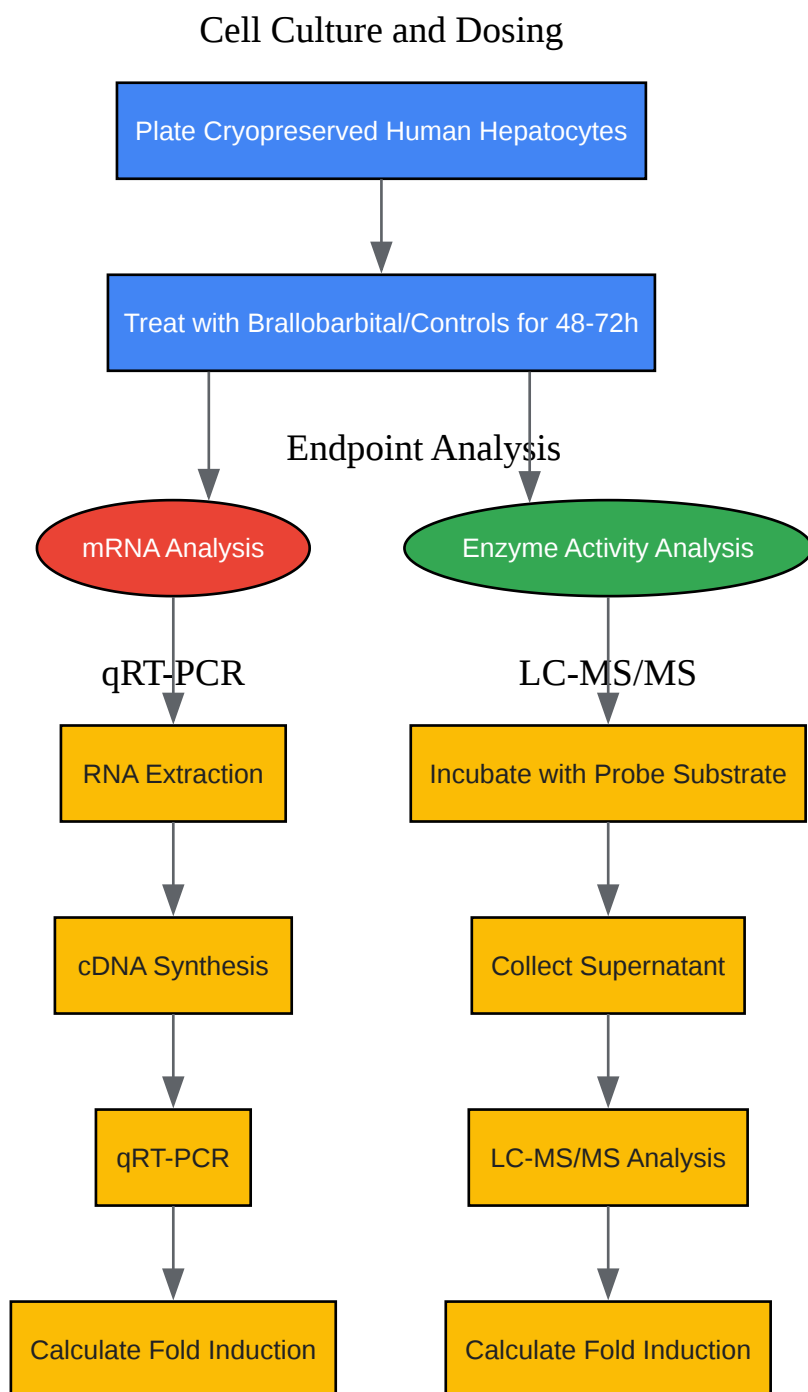 Cell Culture and Dosing
Plate Cryopreserved Human Hepatocytes
Treat with Brallobarbital/Controls for 48-72h
Endpoint Analysis
mRNA Analysis
Enzyme Activity Analysis
qRT-PCR
LC-MS/MS
RNA Extraction
Incubate with Probe Substrate
cDNA Synthesis
Collect Supernatant
qRT-PCR
LC-MS/MS Analysis
Calculate Fold Induction
Calculate Fold Induction